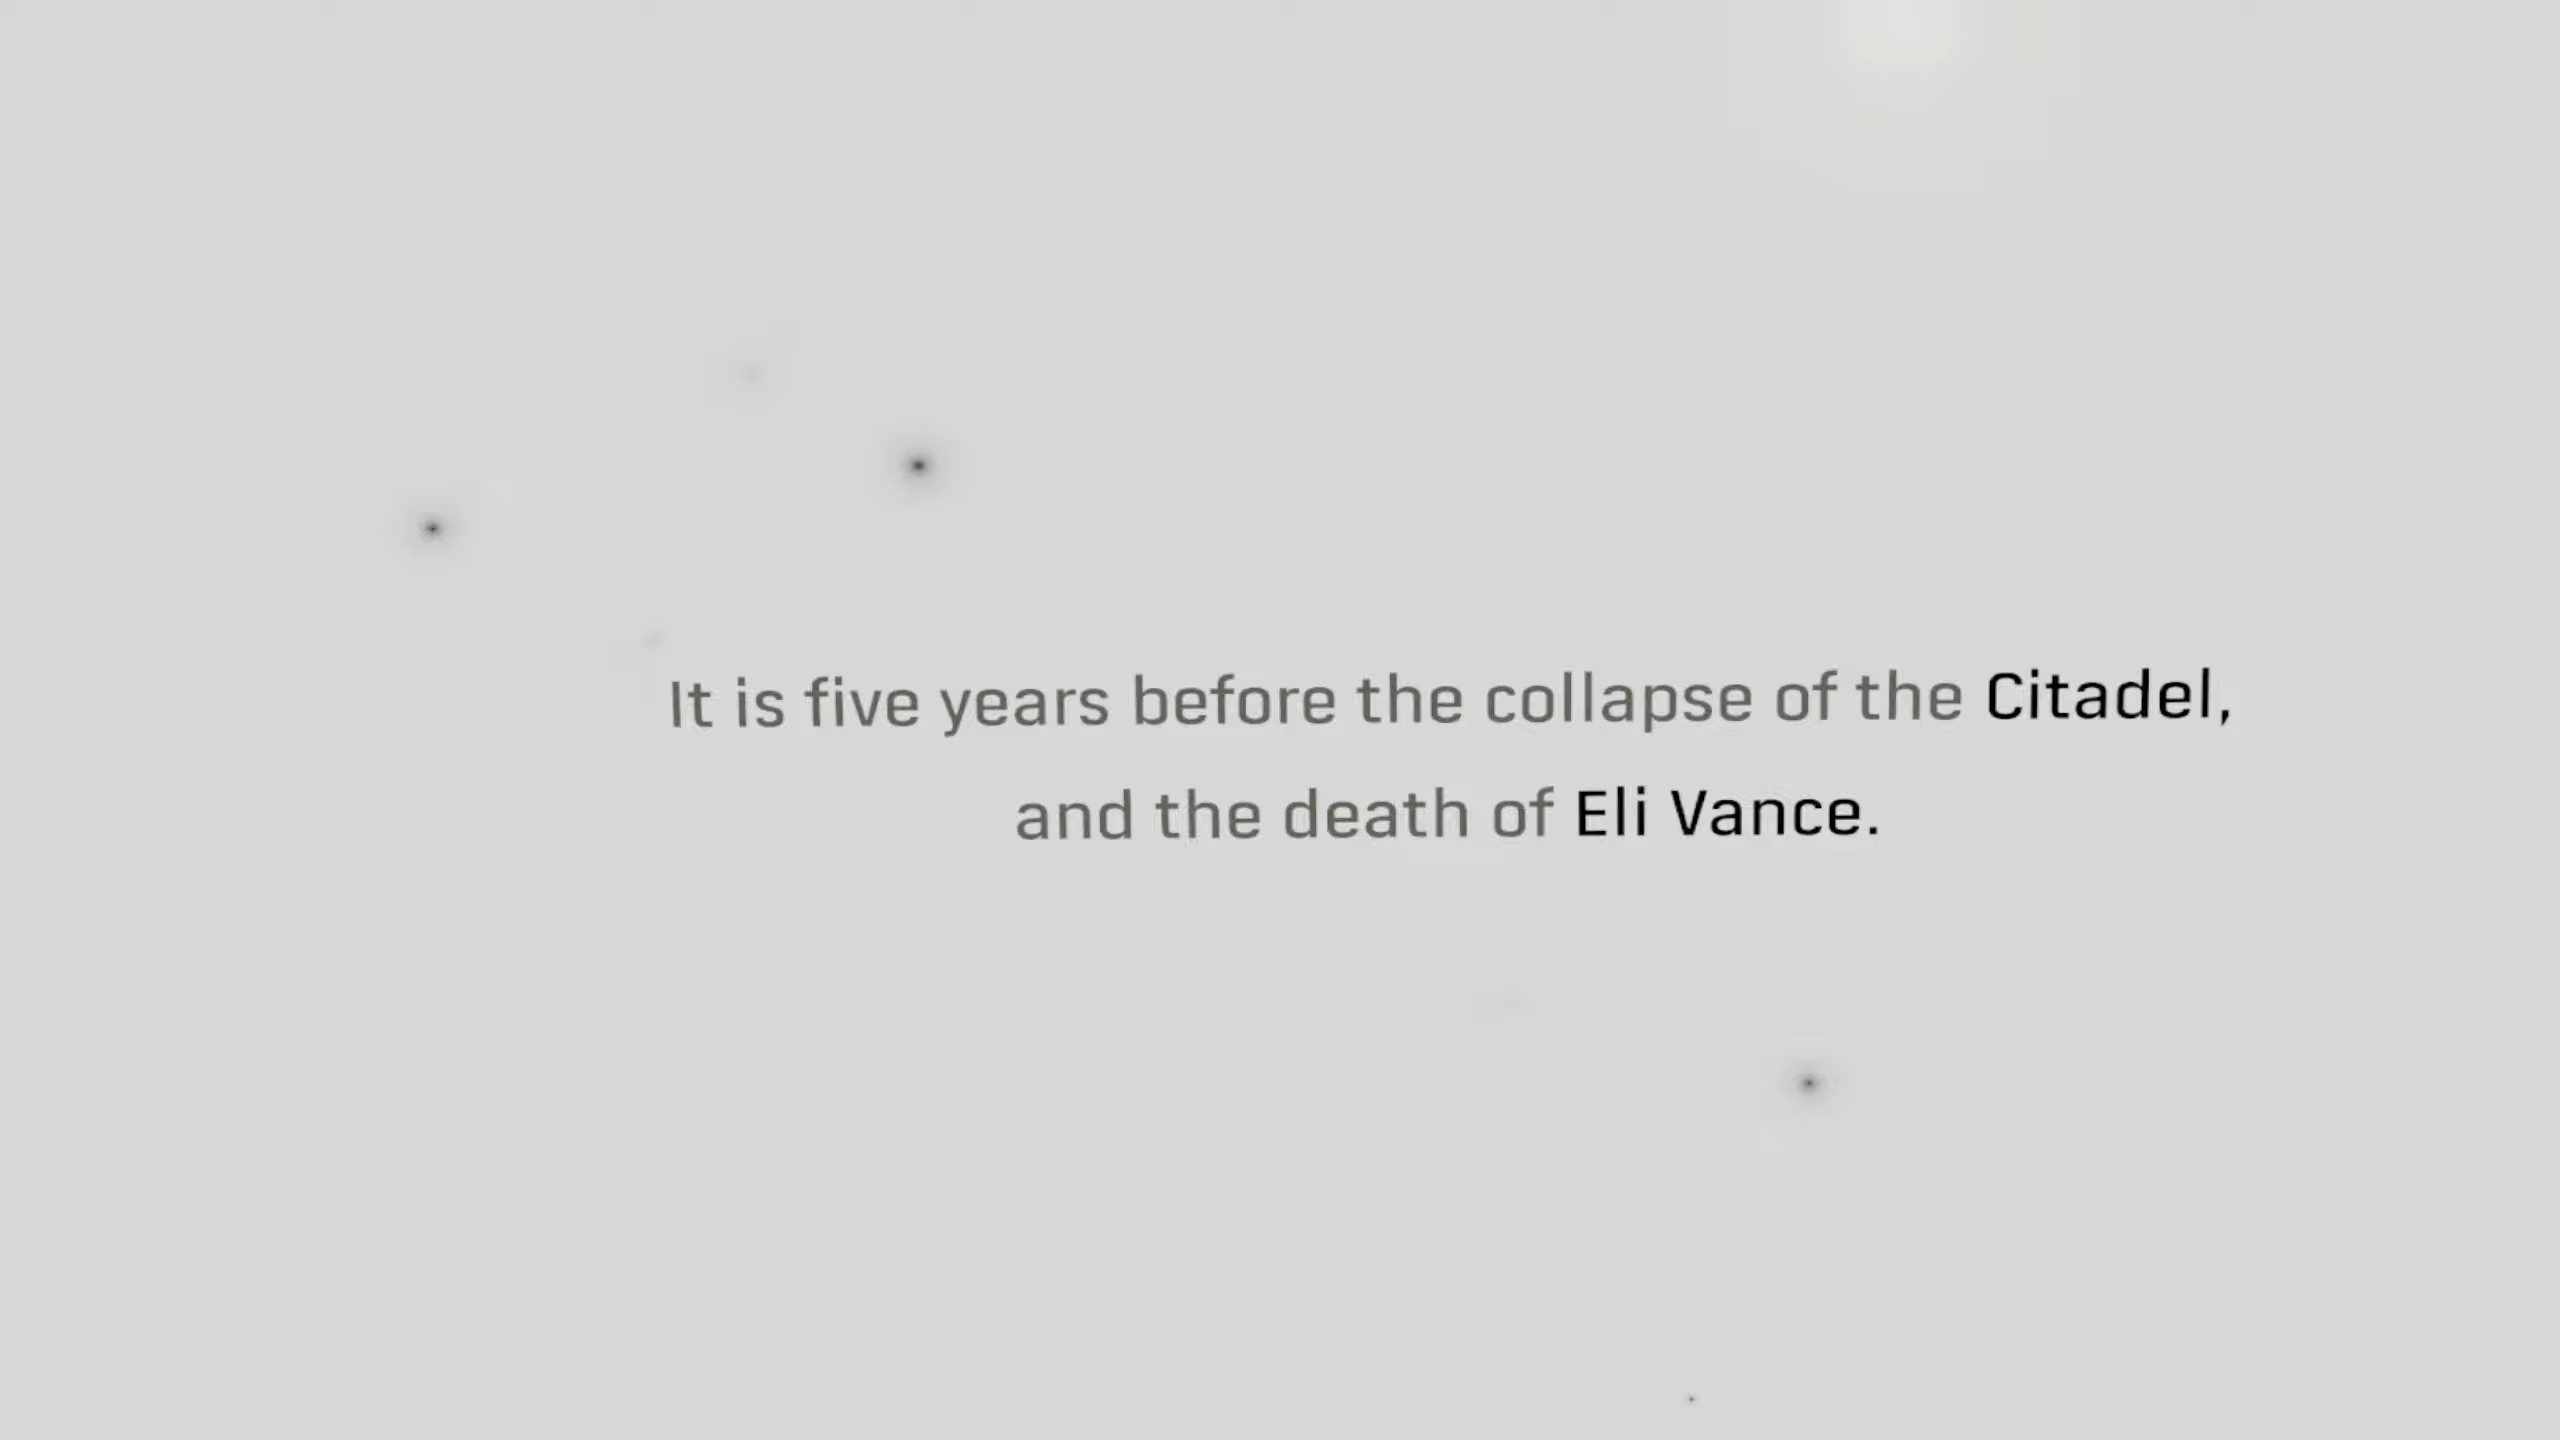 It is five years before the collapse of the Citadel,
and the death of Eli Vance.